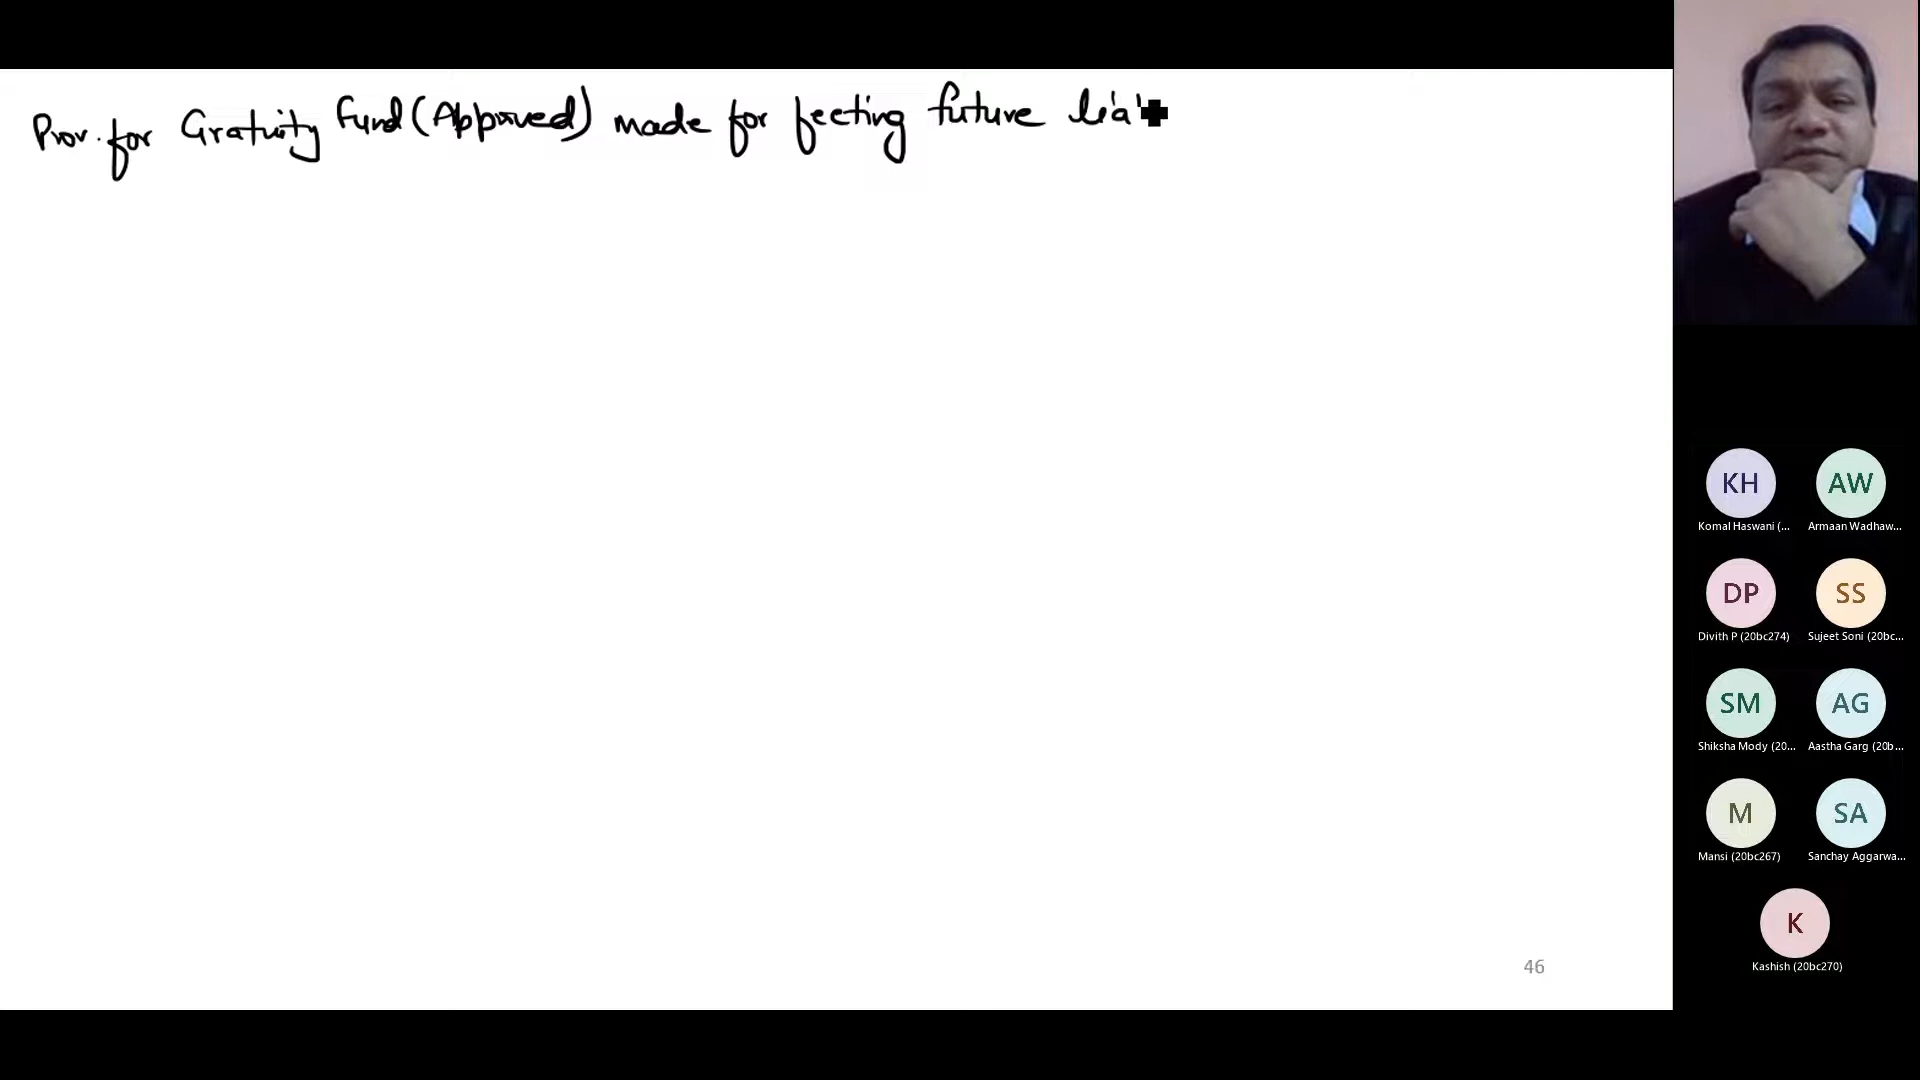 Prov. for Gratuity Fund (Approved) made for feeting future lia
KH
AW
Komal Haswani (...
Armaan Wadhaw...
DP
SS
Divith P (20bc274)
Sujeet Soni (20bc...
SM
AG
Shiksha Mody (20...
Aastha Garg (20b...
M
SA
Mansi (20bc267)
Sanchay Aggarwa...
K
Kashish (20bc270)
46